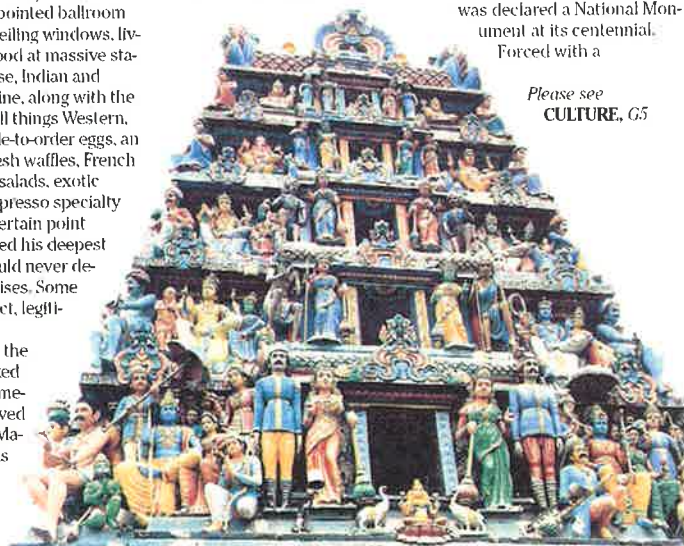 pointed ballroom
eiling windows, liv-
ood at massive sta-
se, Indian and
ine, along with the
ll things Western,
le-to-order eggs, an
esh waffles, French
salads, exotic
presso specialty
ertain point
ed his deepest
uld never de-
ises. Some
ct, legiti-
the
ed
me-
ved
Ma-
s
was declared a National Mon-
ument at its centennial.
Forced with a
Please see
CULTURE, G5